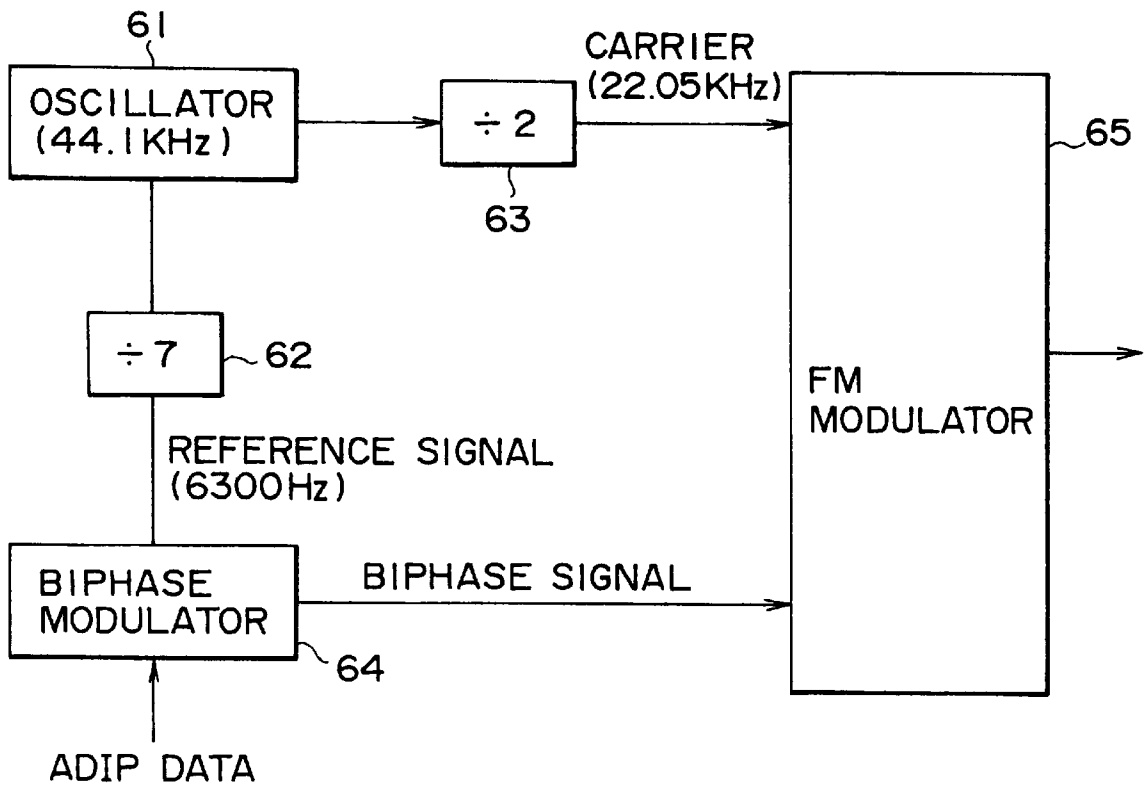 61
OSCILLATOR
(44.1KHz)
÷2
63
CARRIER
(22.05KHz)
65
÷7
62
REFERENCE SIGNAL
(6300Hz)
FM
MODULATOR
BIPHASE
MODULATOR
64
BIPHASE SIGNAL
ADIP DATA